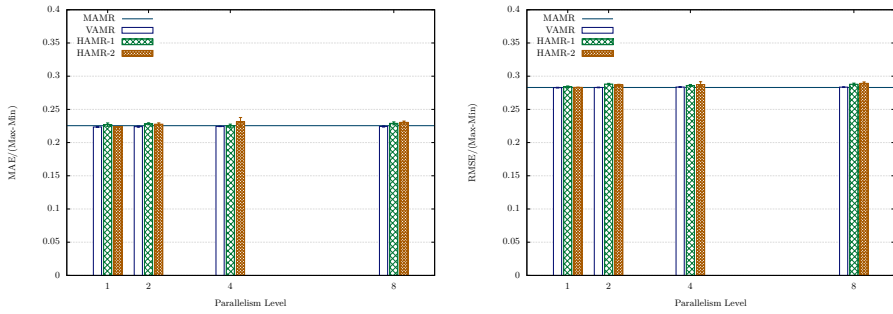 MAE/(Max-Min)
0.4
0.35
0.3
0.25
0.2
0.15
0.1
0.05
0
MAMR
VAMR
HAMR-1
HAMR-2
1
2
4
8
Parallelism Level
RMSE/(Max-Min)
0.4
0.35
0.3
0.25
0.2
0.15
0.1
0.05
0
MAMR
VAMR
HAMR-1
HAMR-2
1
2
4
8
Parallelism Level